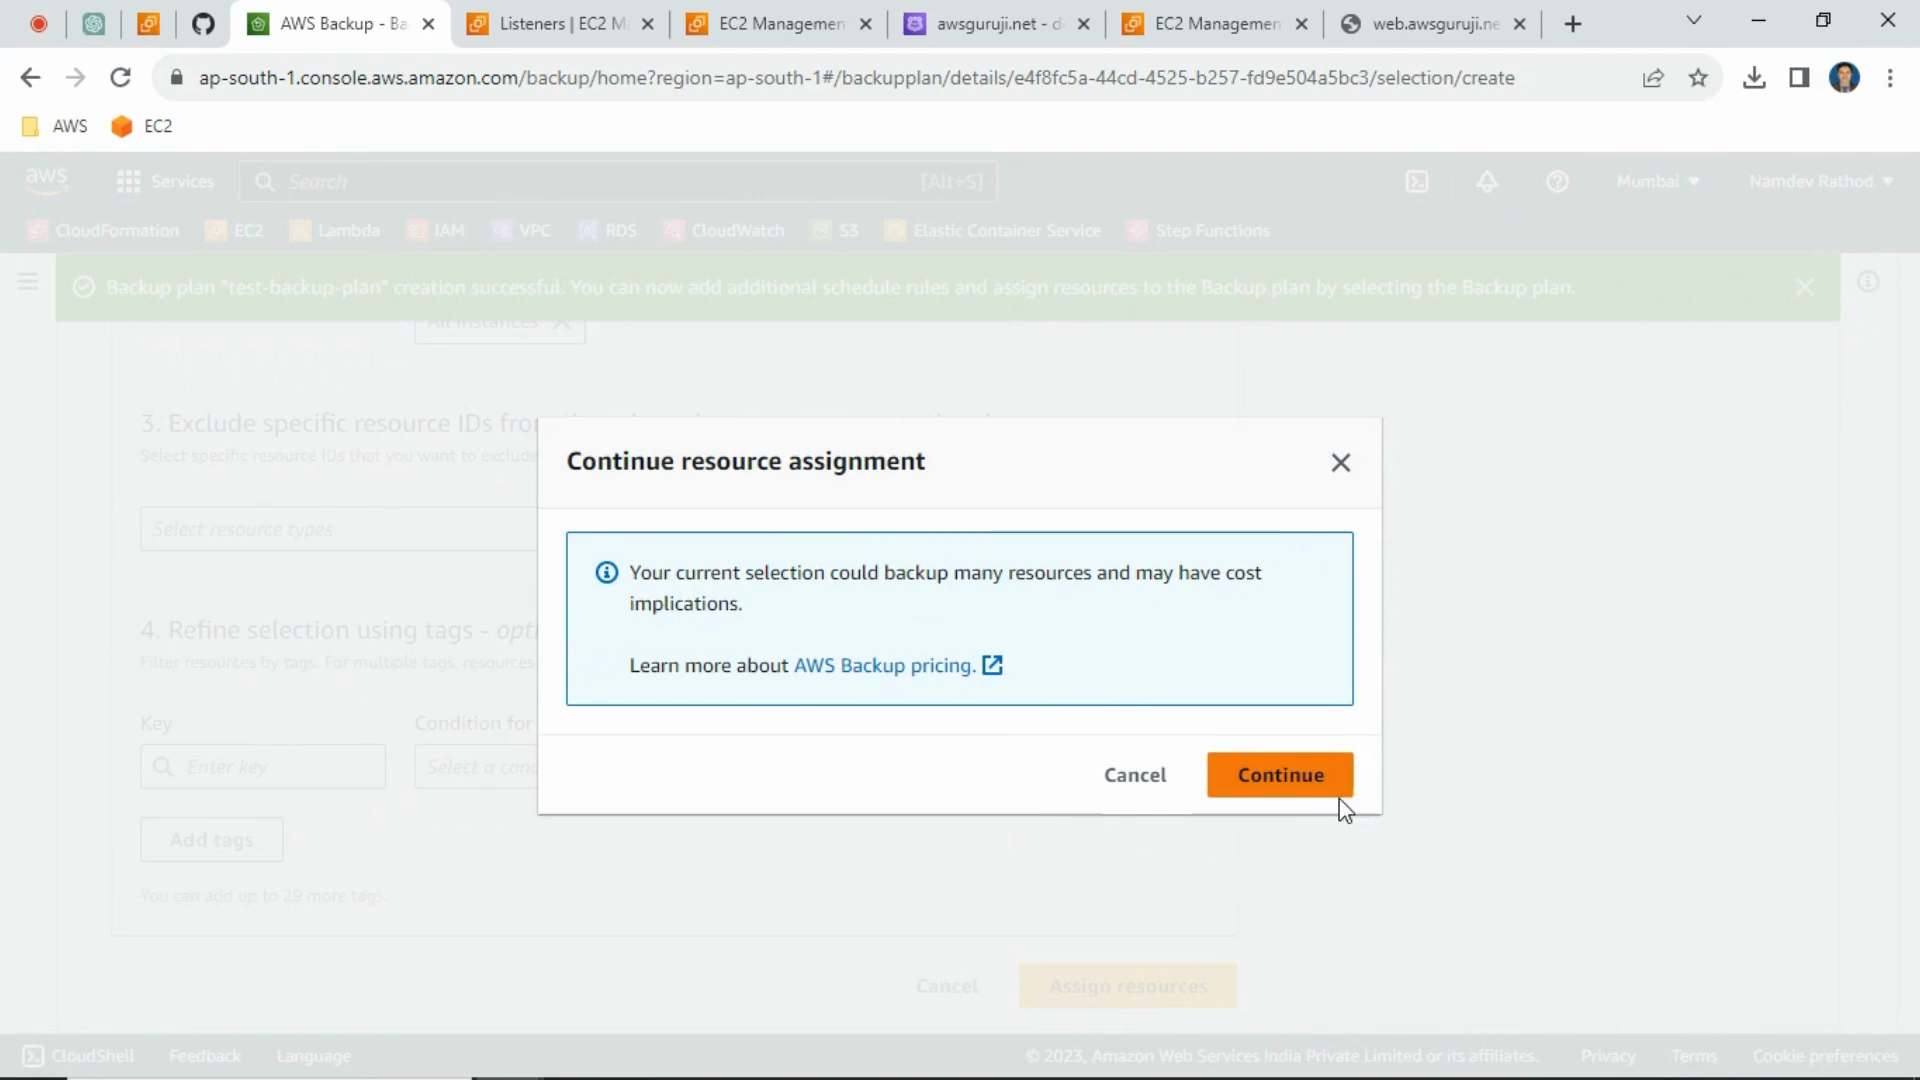 AWS Backup - Ba
Listeners | EC2 M
EC2 Managemen
awsguruji.net - d
EC2 Managemen
web.awsguruji.ne
ap-south-1.console.aws.amazon.com/backup/home?region=ap-south-1#/backupplan/details/e4f8fc5a-44cd-4525-b257-fd9e504a5bc3/selection/create
AWS EC2
aws Services Search [Alt+S] Mumbai Namdev Rathod
CloudFormation EC2 Lambda IAM VPC RDS CloudWatch S3 Elastic Container Service Step Functions
Backup plan "test-backup-plan" creation successful. You can now add additional schedule rules and assign resources to the Backup plan by selecting the Backup plan.
All instances
3. Exclude specific resource IDs fro
Select specific resource IDs that you want to exclude
Select resource types
Continue resource assignment
Your current selection could backup many resources and may have cost
implications.
Learn more about AWS Backup pricing.
Cancel Continue
4. Refine selection using tags - opti
Filter resources by tags. For multiple tags, resources
Key Condition for
Enter key Select a cond
Add tags
You can add up to 29 more tags.
Cancel Assign resources
CloudShell Feedback Language © 2023, Amazon Web Services India Private Limited or its affiliates. Privacy Terms Cookie preferences